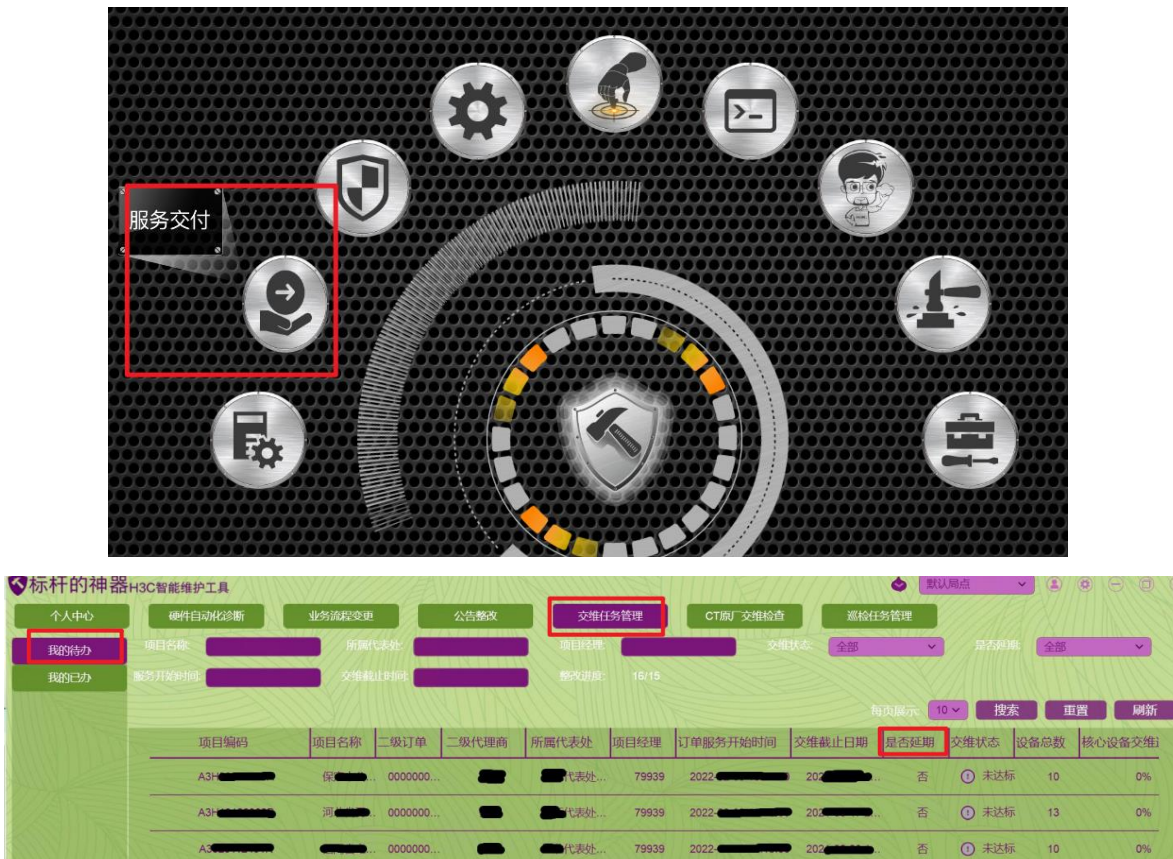 服务交付
标杆的神器H3C智能维护工具 默认局点
个人中心 硬件自动化诊断 业务流程变更 公告整改 交维任务管理 CT原厂交维检查 巡检任务管理
我的待办 项目名称: 所属代表处: 项目经理: 交维状态: 全部 是否延期: 全部
我的已办 服务开始时间: 交维截止时间: 整改进度: 16/15
每页展示: 10 搜索 重置 刷新
项目编码 项目名称 二级订单 二级代理商 所属代表处 项目经理 订单服务开始时间 交维截止日期 是否延期 交维状态 设备总数 核心设备交维
A3H 保 ... 0000000... 代表处... 79939 2022- 202 ... 否 未达标 10 0%
A3H 河 ... 0000000... 代表处... 79939 2022- 202 ... 否 未达标 13 0%
A3 ... 0000000... 代表处... 79939 2022- 202 ... 否 未达标 10 0%